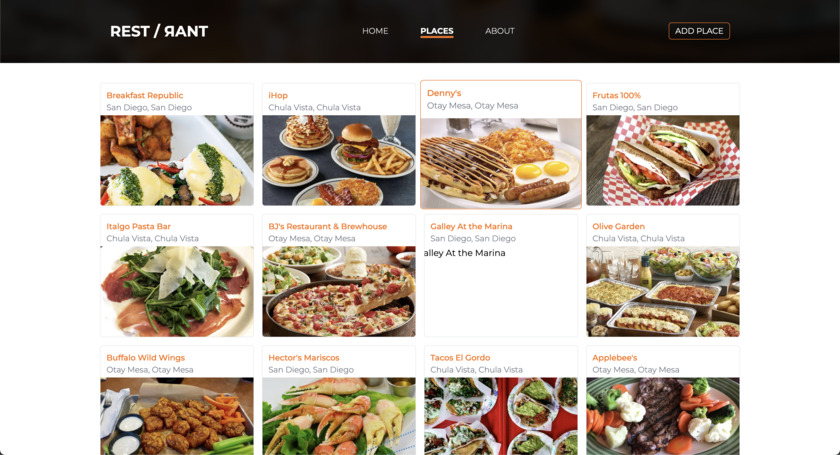 REST / ЯANT
HOME
PLACES
ABOUT
ADD PLACE
Breakfast Republic
San Diego, San Diego
iHop
Chula Vista, Chula Vista
Denny's
Otay Mesa, Otay Mesa
Frutas 100%
San Diego, San Diego
Italgo Pasta Bar
Chula Vista, Chula Vista
BJ's Restaurant & Brewhouse
Otay Mesa, Otay Mesa
Galley At the Marina
San Diego, San Diego
alley At the Marina
Olive Garden
Chula Vista, Chula Vista
Buffalo Wild Wings
Otay Mesa, Otay Mesa
Hector's Mariscos
San Diego, San Diego
Tacos El Gordo
Chula Vista, Chula Vista
Applebee's
Otay Mesa, Otay Mesa